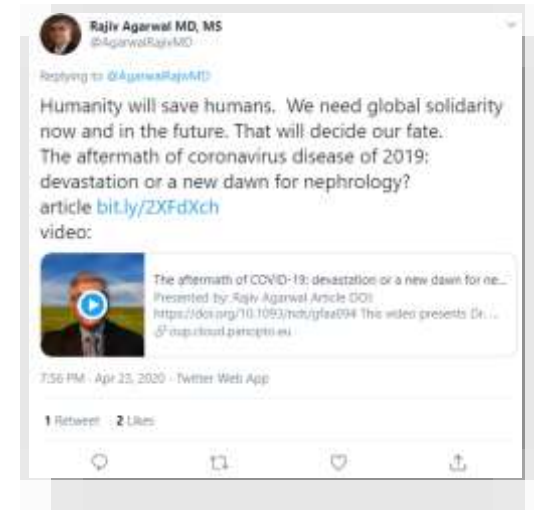 Rajiv Agarwal MD, MS
@AgarwalRajivMD
Replying to @AgarwalRajivMD
Humanity will save humans. We need global solidarity
now and in the future. That will decide our fate.
The aftermath of coronavirus disease of 2019:
devastation or a new dawn for nephrology?
article bit.ly/2XFdXch
video:
The aftermath of COVID-19: devastation or a new dawn for ne...
Presented by: Rajiv Agarwal Article DOI:
https://doi.org/10.1093/ndt/gfaa094 This video presents Dr. ...
oup.cloud.panopto.eu
7:56 PM · Apr 23, 2020 · Twitter Web App
1 Retweet 2 Likes